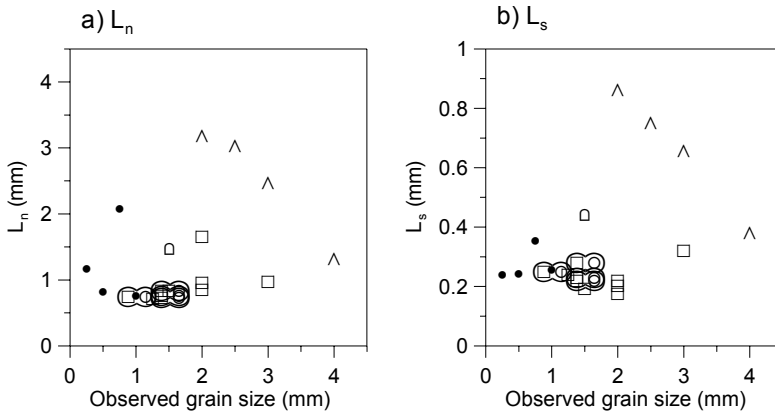 a) Ln
b) Ls
Ln (mm)
4
3
2
1
0
0 1 2 3 4
Observed grain size (mm)
Ls (mm)
1
0.8
0.6
0.4
0.2
0
0 1 2 3 4
Observed grain size (mm)